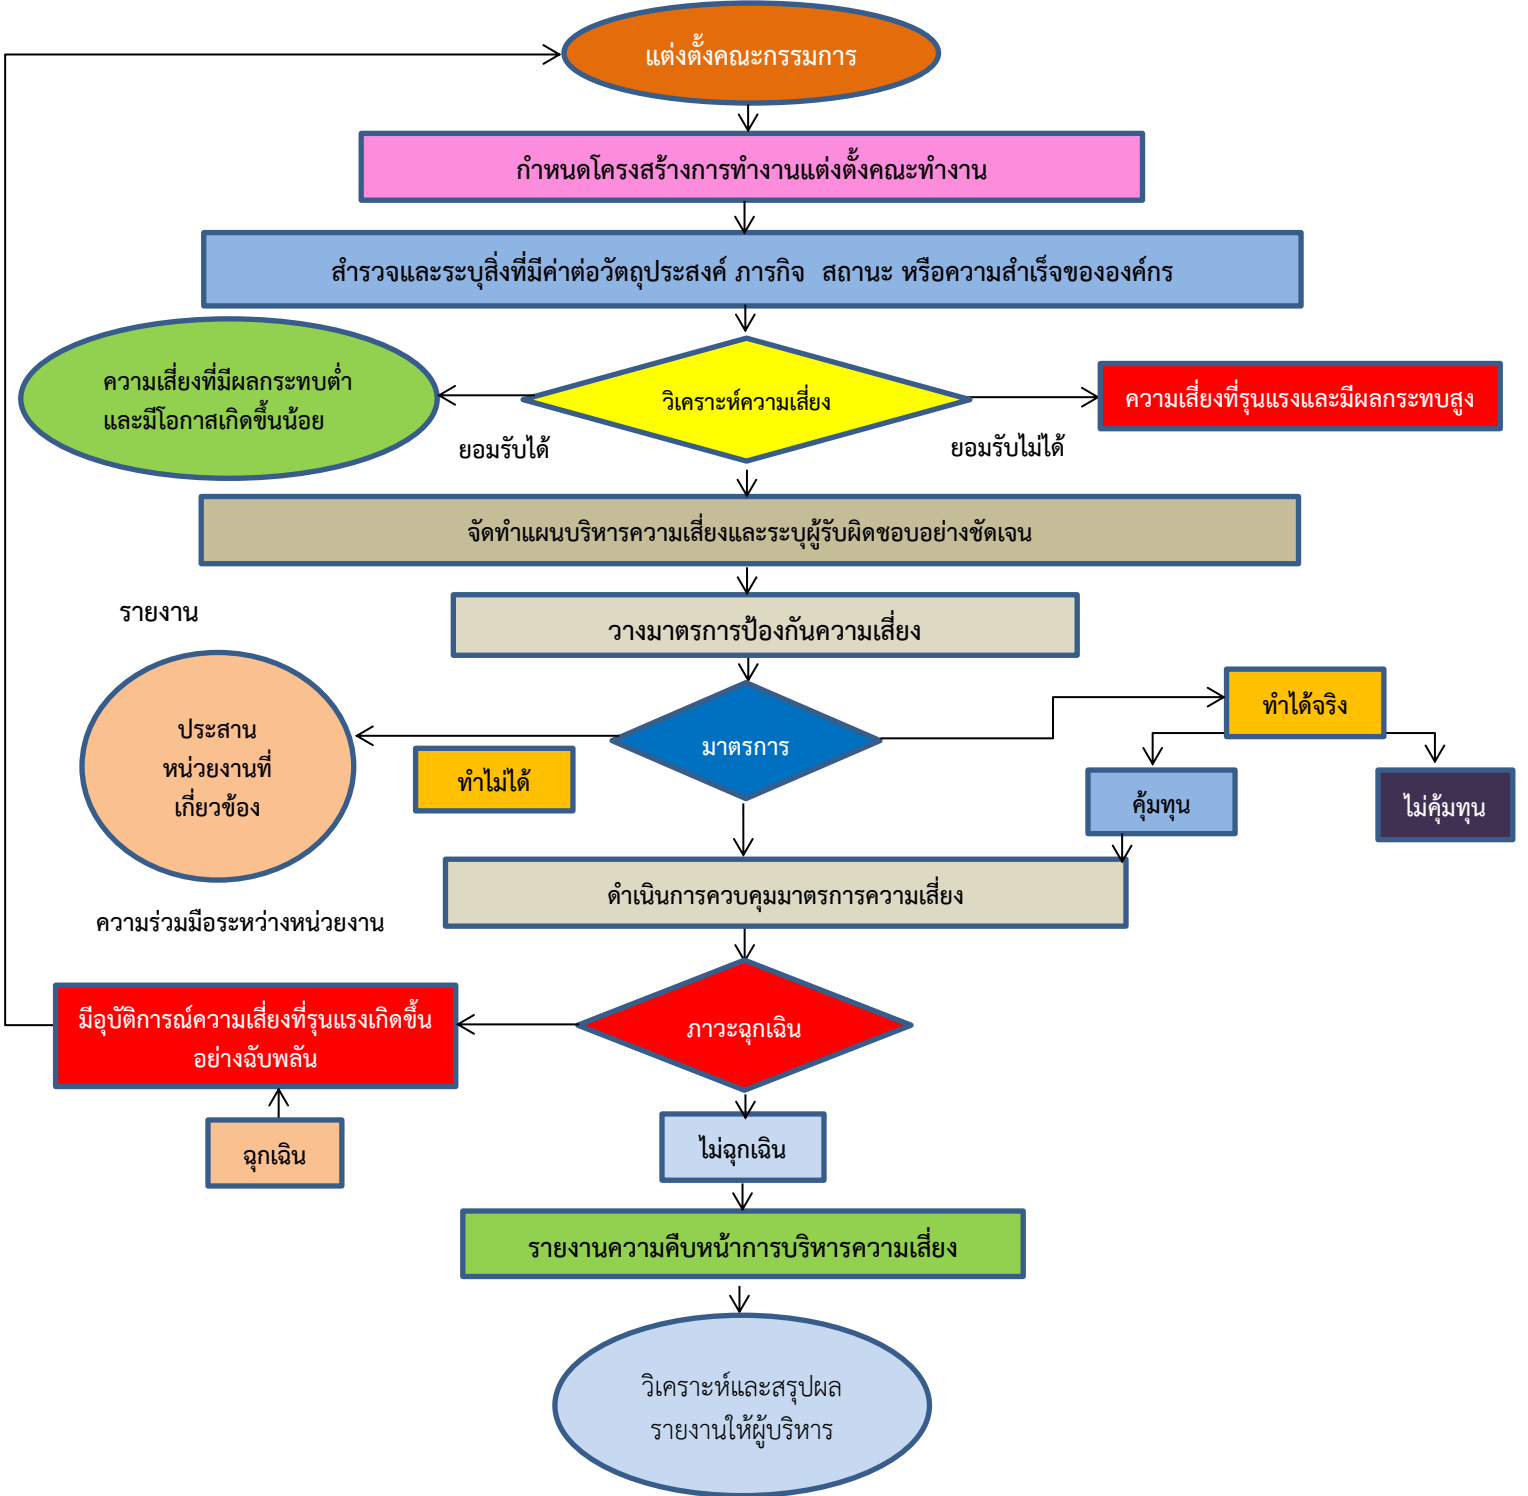 แต่งตั้งคณะกรรมการ
กำหนดโครงสร้างการทำงานแต่งตั้งคณะทำงาน
สำรวจและระบุสิ่งที่มีค่าต่อวัตถุประสงค์ ภารกิจ สถานะ หรือความสำเร็จขององค์กร
ความเสี่ยงที่มีผลกระทบต่ำ
และมีโอกาสเกิดขึ้นน้อย
วิเคราะห์ความเสี่ยง
ความเสี่ยงที่รุนแรงและมีผลกระทบสูง
ยอมรับได้
ยอมรับไม่ได้
จัดทำแผนบริหารความเสี่ยงและระบุผู้รับผิดชอบอย่างชัดเจน
รายงาน
วางมาตรการป้องกันความเสี่ยง
ประสาน
หน่วยงานที่
เกี่ยวข้อง
ทำไม่ได้
มาตรการ
ทำได้จริง
คุ้มทุน
ไม่คุ้มทุน
ดำเนินการควบคุมมาตรการความเสี่ยง
ความร่วมมือระหว่างหน่วยงาน
มีอุบัติการณ์ความเสี่ยงที่รุนแรงเกิดขึ้น
อย่างฉับพลัน
ภาวะฉุกเฉิน
ฉุกเฉิน
ไม่ฉุกเฉิน
รายงานความคืบหน้าการบริหารความเสี่ยง
วิเคราะห์และสรุปผล
รายงานให้ผู้บริหาร